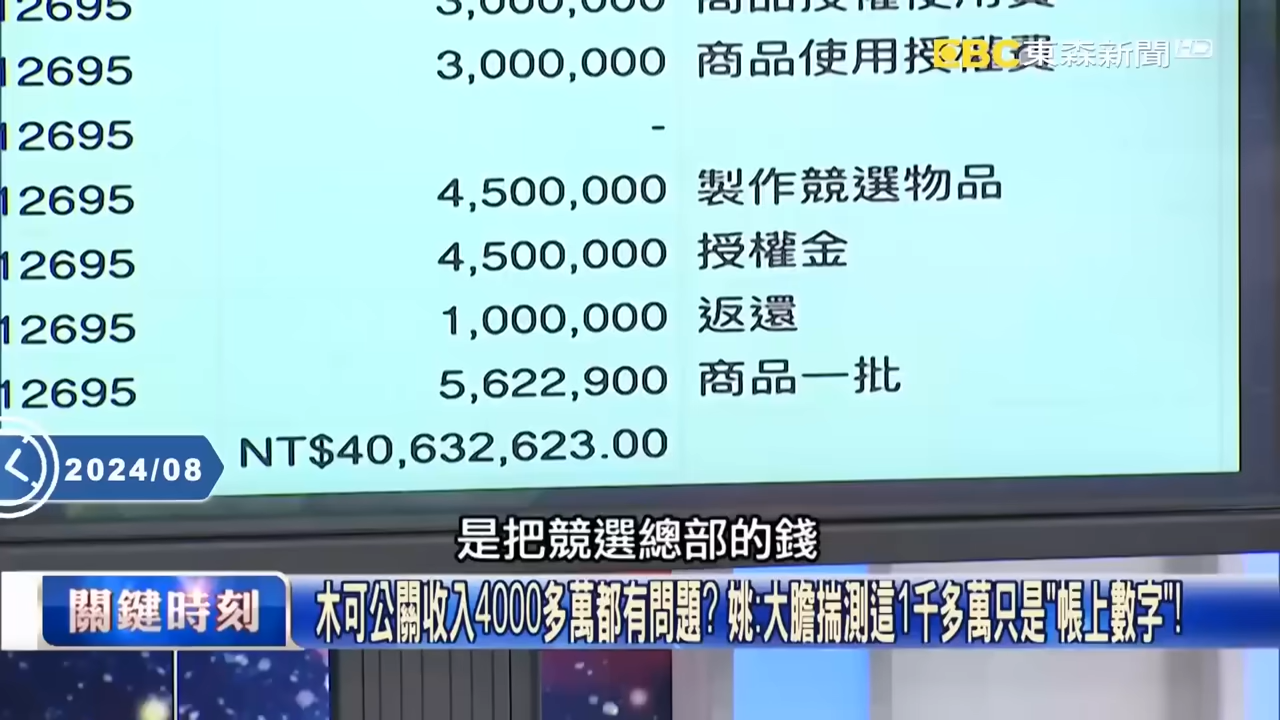 12695 3,000,000 商品授權使用費
12695 3,000,000 商品使用授權費
EBC 東森新聞 HD
12695 -
12695 4,500,000 製作競選物品
12695 4,500,000 授權金
12695 1,000,000 返還
12695 5,622,900 商品一批
NT$40,632,623.00
2024/08
是把競選總部的錢
關鍵時刻
木可公關收入4000多萬都有問題? 姚:大膽揣測這1千多萬只是"帳上數字"!